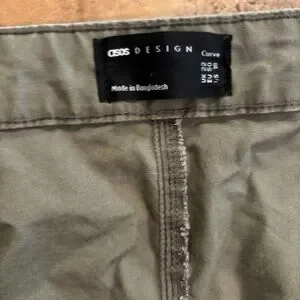 asos DESIGN Curve
UK 22
EU 50
US 18
Made in Bangladesh